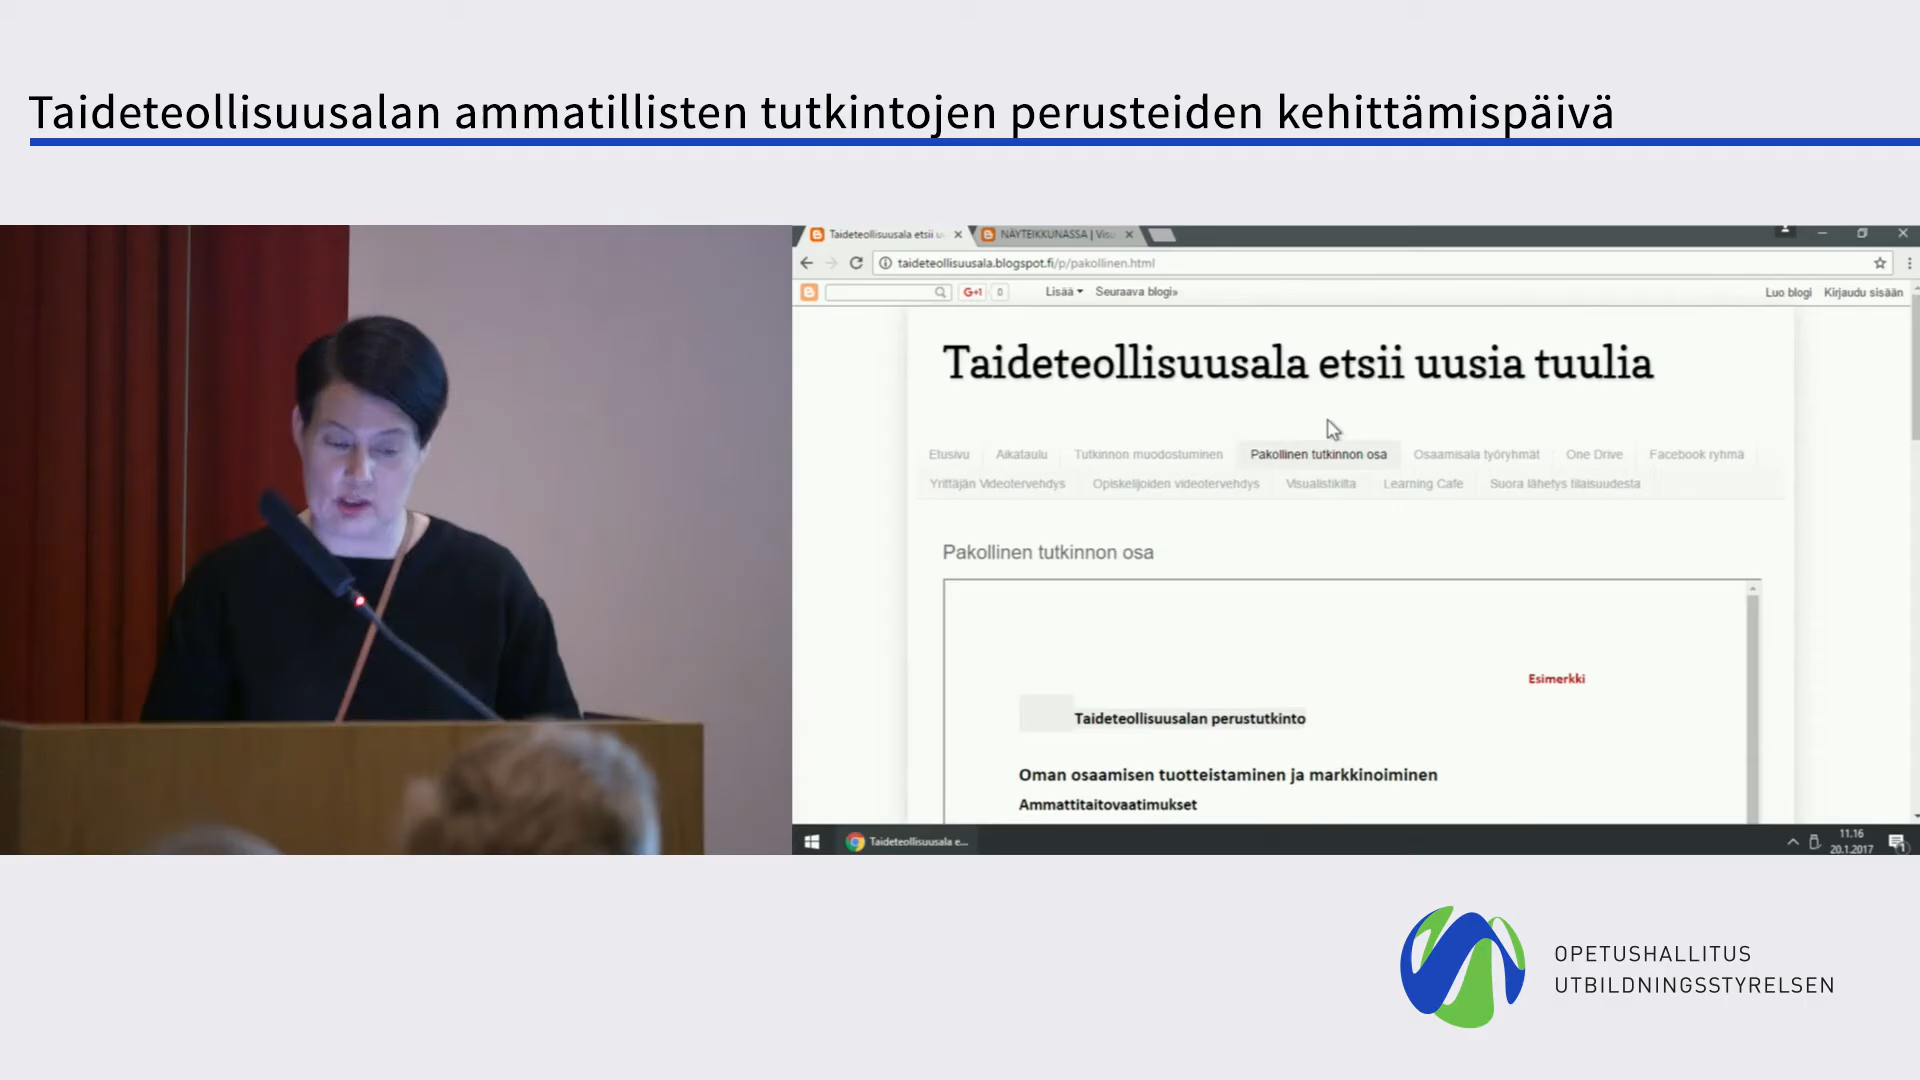 Taideteollisuusalan ammatillisten tutkintojen perusteiden kehittämispäivä
Taideteollisuusala etsii u
NÄYTEIKKUNASSA | Visu
taideteollisuusala.blogspot.fi/p/pakollinen.html
G+1 0 Lisää Seuraava blogi» Luo blogi Kirjaudu sisään
Taideteollisuusala etsii uusia tuulia
Etusivu Aikataulu Tutkinnon muodostuminen Pakollinen tutkinnon osa Osaamisala työryhmät One Drive Facebook ryhmä
Yrittäjän Videotervehdys Opiskelijoiden videotervehdys Visualistikilta Learning Cafe Suora lähetys tilaisuudesta
Pakollinen tutkinnon osa
Esimerkki
Taideteollisuusalan perustutkinto
Oman osaamisen tuotteistaminen ja markkinoiminen
Ammattitaitovaatimukset
Taideteollisuusala e...
11.16
20.1.2017
1
OPETUSHALLITUS
UTBILDNINGSSTYRELSEN